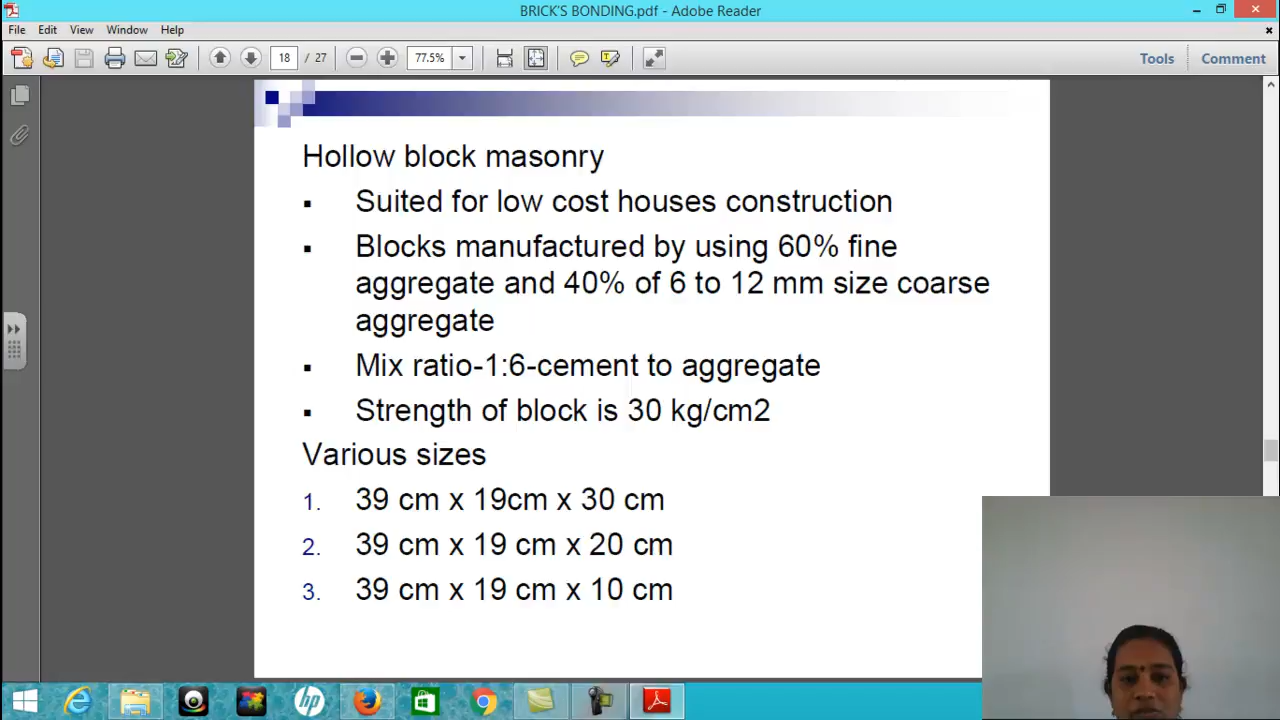 BRICK'S BONDING.pdf - Adobe Reader
File Edit View Window Help
18 / 27 77.5% Tools Comment
Hollow block masonry
▪ Suited for low cost houses construction
▪ Blocks manufactured by using 60% fine
aggregate and 40% of 6 to 12 mm size coarse
aggregate
▪ Mix ratio-1:6-cement to aggregate
▪ Strength of block is 30 kg/cm2
Various sizes
1. 39 cm x 19cm x 30 cm
2. 39 cm x 19 cm x 20 cm
3. 39 cm x 19 cm x 10 cm
hp